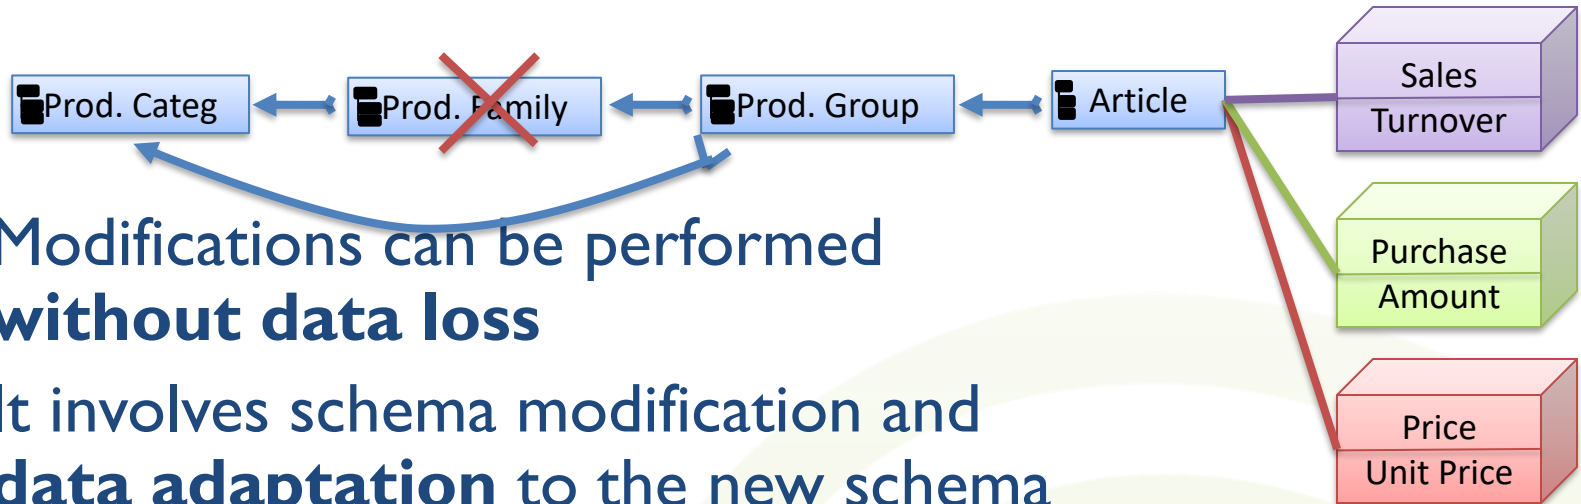 Prod. Categ
Prod. Family
Prod. Group
Article
Sales
Turnover
Purchase
Amount
Price
Unit Price
Modifications can be performed
without data loss
It involves schema modification and
data adaptation to the new schema